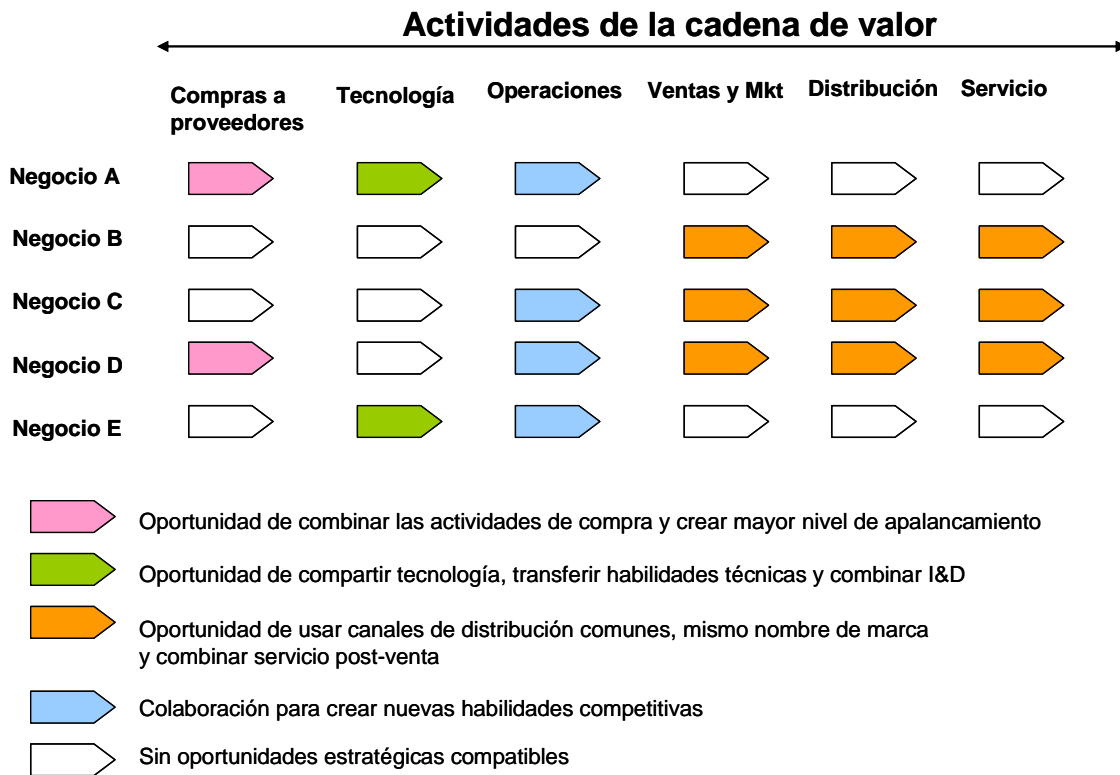 Actividades de la cadena de valor
Compras a
proveedores
Tecnología
Operaciones
Ventas y Mkt
Distribución
Servicio
Negocio A
Negocio B
Negocio C
Negocio D
Negocio E
Oportunidad de combinar las actividades de compra y crear mayor nivel de apalancamiento
Oportunidad de compartir tecnología, transferir habilidades técnicas y combinar I&D
Oportunidad de usar canales de distribución comunes, mismo nombre de marca
y combinar servicio post-venta
Colaboración para crear nuevas habilidades competitivas
Sin oportunidades estratégicas compatibles